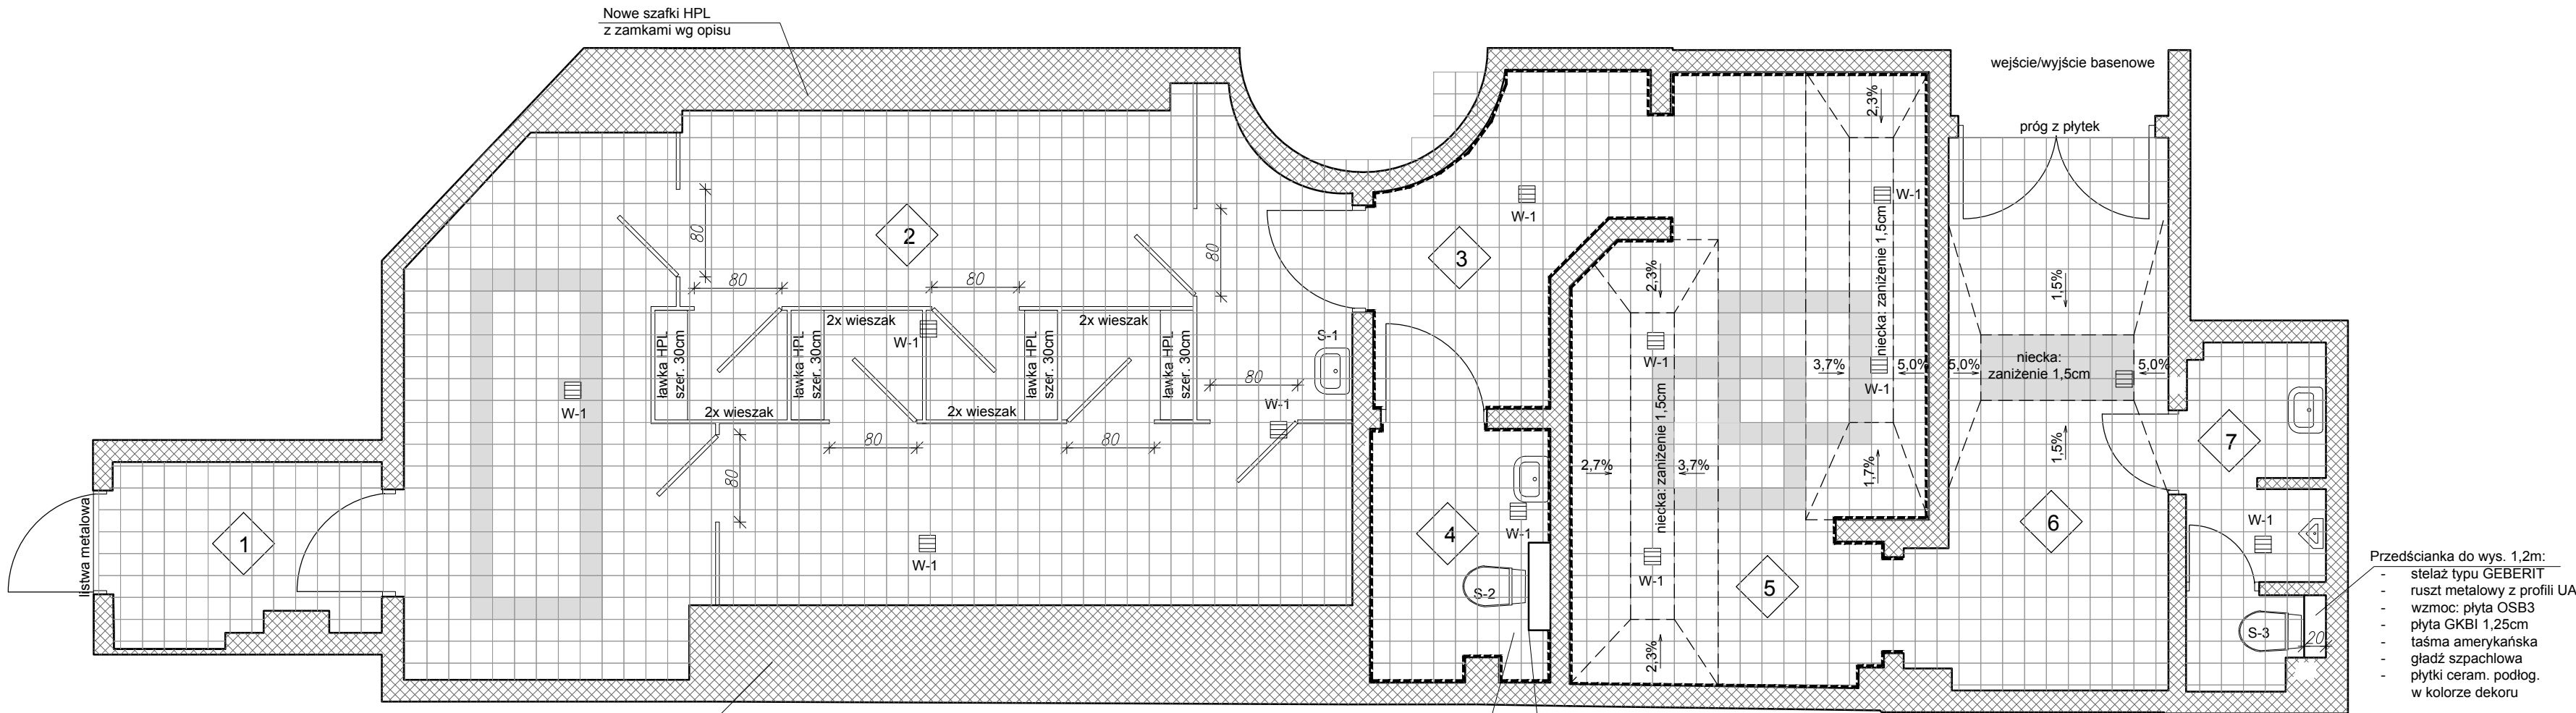 Nowe szafki HPL
z zamkami wg opisu
wejście/wyjście basenowe
próg z płytek
2,3%
W-1
W-1
niecka: zaniżenie 1,5cm
2
3
80
80
80
80
2,3%
1,5%
2x wieszak
2x wieszak
W-1
S-1
W-1
ławka HPL
szer. 30cm
ławka HPL
szer. 30cm
ławka HPL
szer. 30cm
ławka HPL
szer. 30cm
80
3,7%
5,0%
5,0%
niecka:
zaniżenie 1,5cm
5,0%
W-1
W-1
W-1
2x wieszak
2x wieszak
80
80
80
niecka: zaniżenie 1,5cm
2,7%
3,7%
1,7%
1,5%
7
listwa metalowa
1
W-1
4
W-1
W-1
6
W-1
5
S-2
S-3
20
2,3%
Przedścianka do wys. 1,2m:
- stelaż typu GEBERIT
- ruszt metalowy z profili UA
- wzmoc: płyta OSB3
- płyta GKBI 1,25cm
- taśma amerykańska
- gładź szpachlowa
- płytki ceram. podłog.
w kolorze dekoru